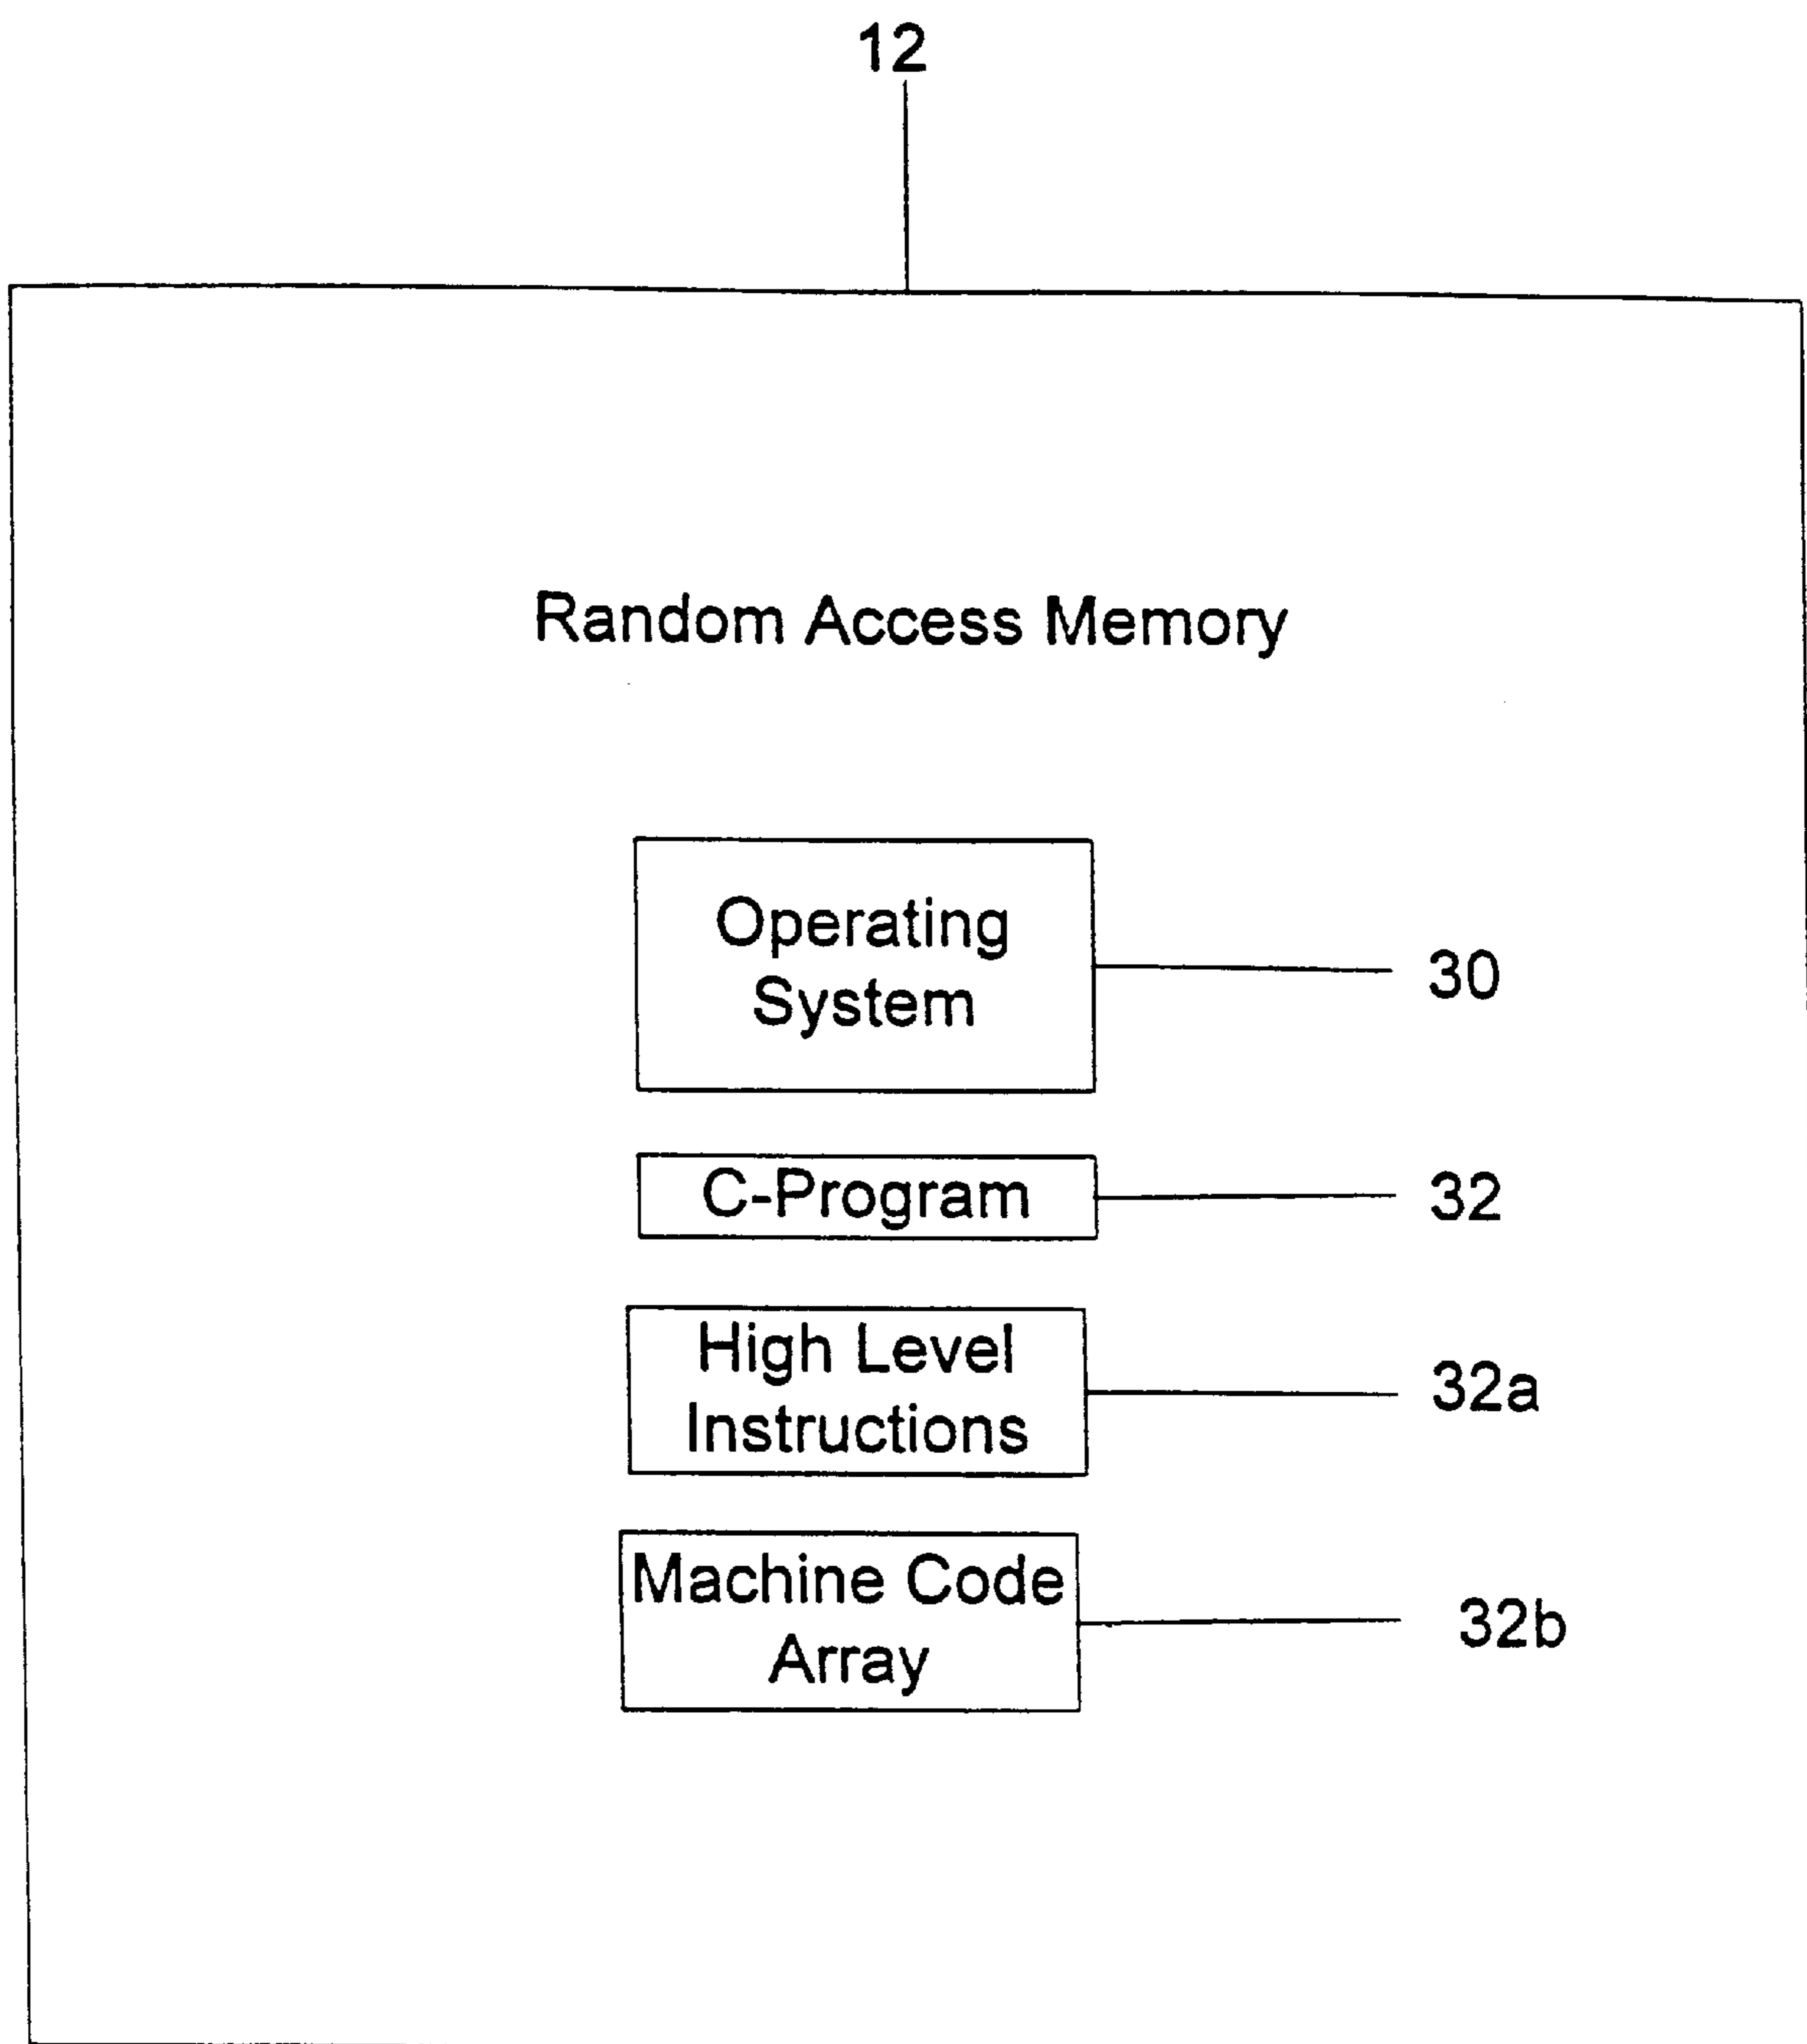 12
Random Access Memory
Operating
System
30
C-Program
32
High Level
Instructions
32a
Machine Code
Array
32b